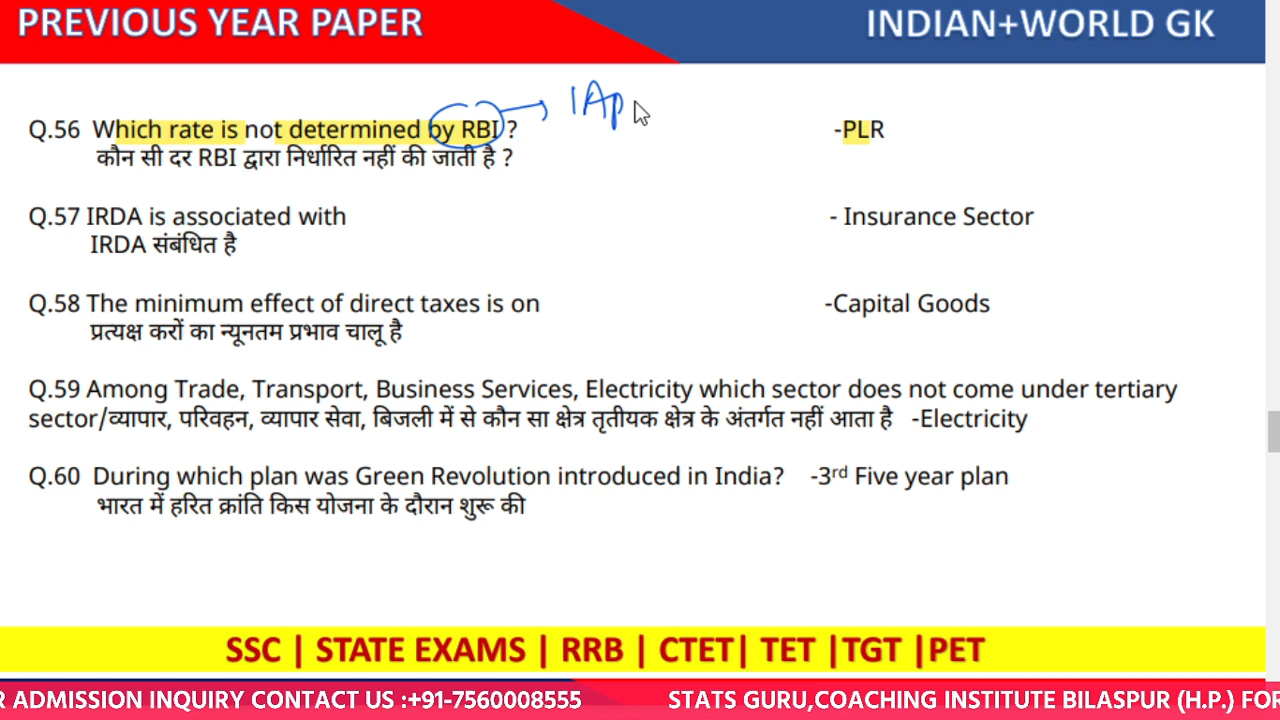 PREVIOUS YEAR PAPER
INDIAN+WORLD GK
1Ap
Q.56 Which rate is not determined by RBI ? -PLR
कौन सी दर RBI द्वारा निर्धारित नहीं की जाती है ?
Q.57 IRDA is associated with - Insurance Sector
IRDA संबंधित है
Q.58 The minimum effect of direct taxes is on -Capital Goods
प्रत्यक्ष करों का न्यूनतम प्रभाव चालू है
Q.59 Among Trade, Transport, Business Services, Electricity which sector does not come under tertiary
sector/व्यापार, परिवहन, व्यापार सेवा, बिजली में से कौन सा क्षेत्र तृतीयक क्षेत्र के अंतर्गत नहीं आता है -Electricity
Q.60 During which plan was Green Revolution introduced in India? -3rd Five year plan
भारत में हरित क्रांति किस योजना के दौरान शुरू की
SSC | STATE EXAMS | RRB | CTET| TET |TGT |PET
R ADMISSION INQUIRY CONTACT US :+91-7560008555 STATS GURU,COACHING INSTITUTE BILASPUR (H.P.) FOR